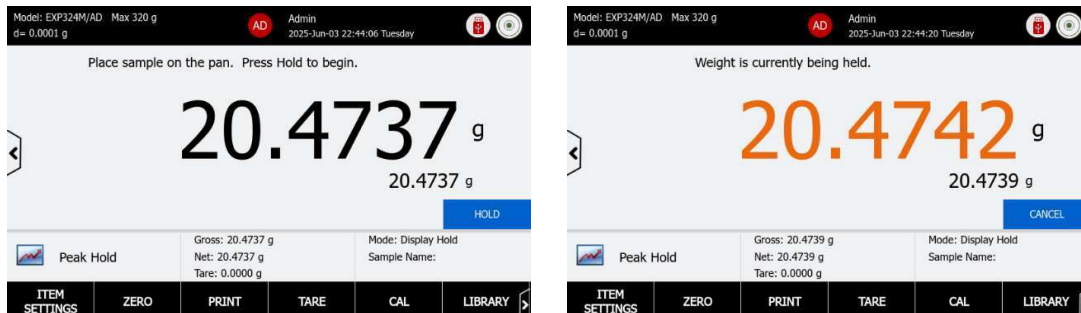 Model: EXP324M/AD Max 320 g
d= 0.0001 g
AD
Admin
2025-Jun-03 22:44:06 Tuesday
Place sample on the pan. Press Hold to begin.
20.4737 g
20.4737 g
HOLD
Peak Hold
Gross: 20.4737 g
Net: 20.4737 g
Tare: 0.0000 g
Mode: Display Hold
Sample Name:
ITEM SETTINGS ZERO PRINT TARE CAL LIBRARY
Model: EXP324M/AD Max 320 g
d= 0.0001 g
AD
Admin
2025-Jun-03 22:44:20 Tuesday
Weight is currently being held.
20.4742 g
20.4739 g
CANCEL
Peak Hold
Gross: 20.4739 g
Net: 20.4739 g
Tare: 0.0000 g
Mode: Display Hold
Sample Name:
ITEM SETTINGS ZERO PRINT TARE CAL LIBRARY